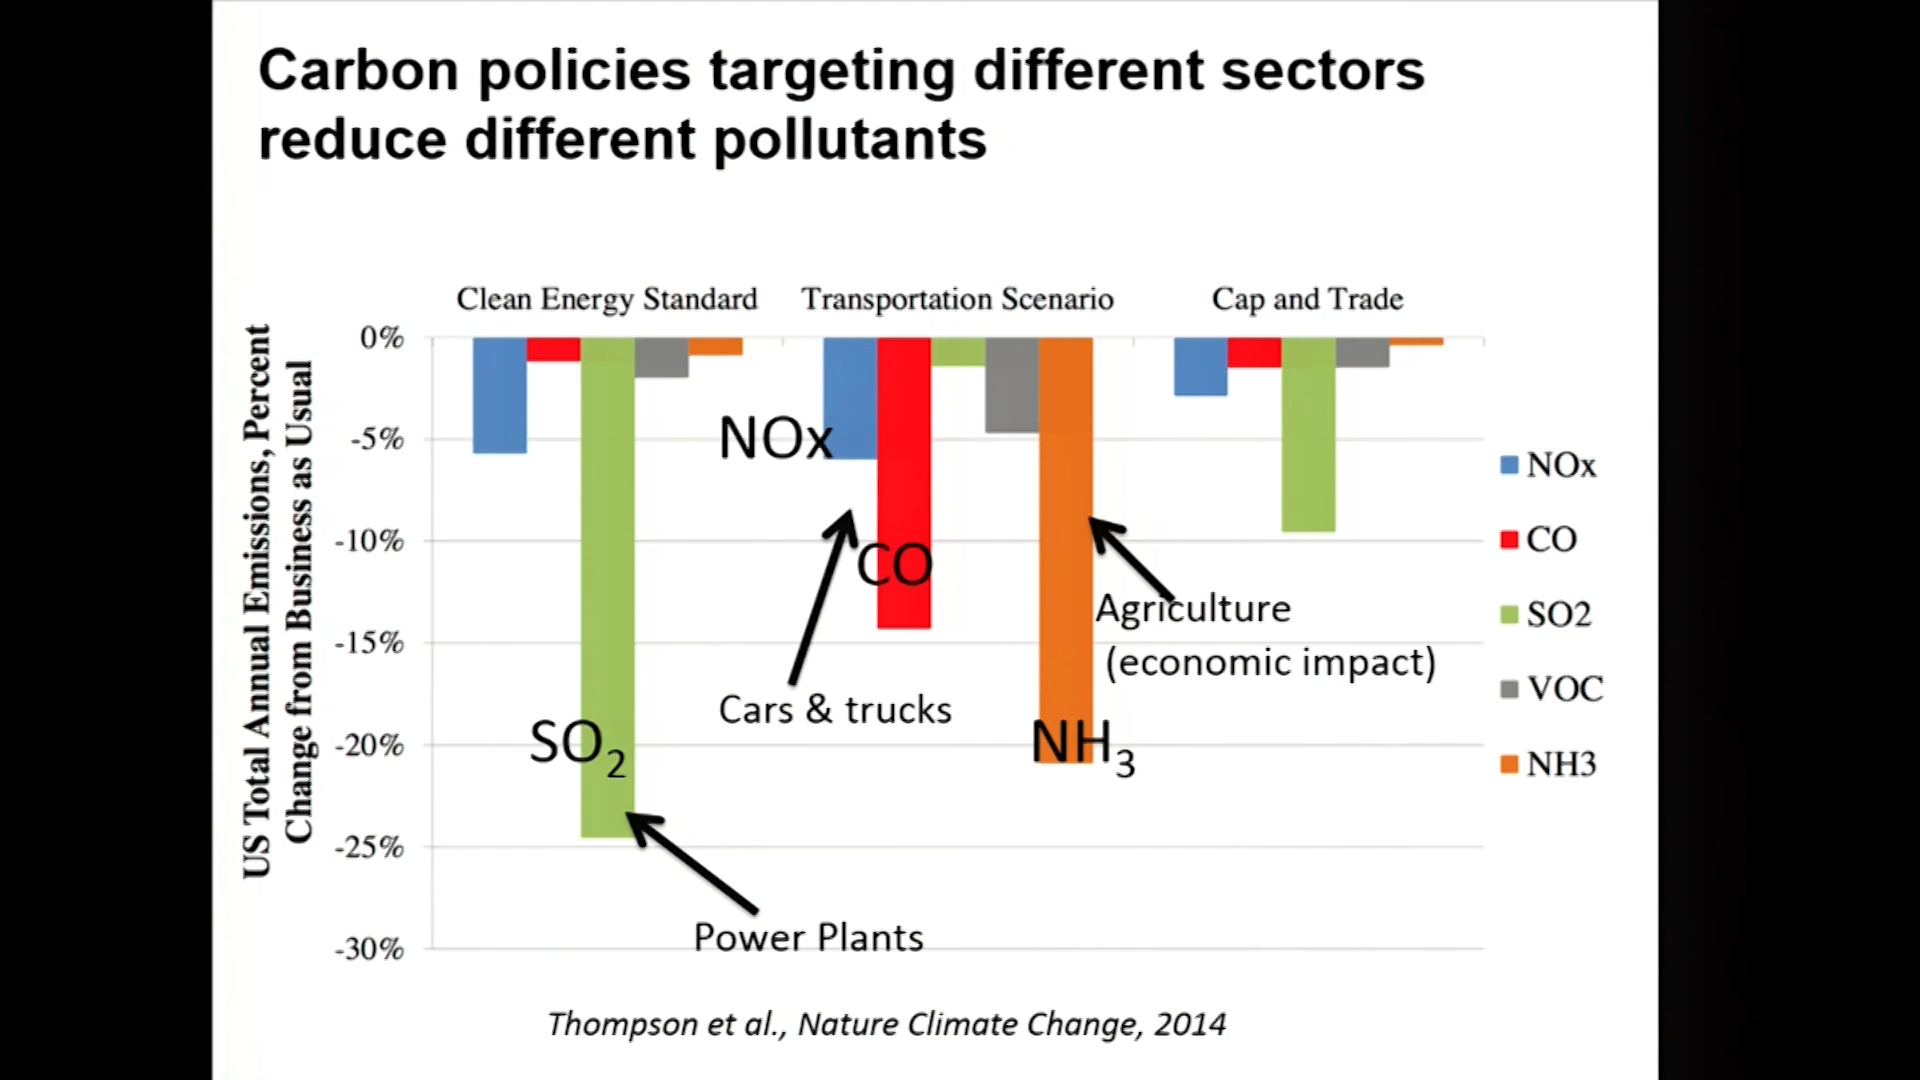 Carbon policies targeting different sectors
reduce different pollutants
Clean Energy Standard
Transportation Scenario
Cap and Trade
US Total Annual Emissions, Percent
Change from Business as Usual
0%
-5%
-10%
-15%
-20%
-25%
-30%
NOx
CO
SO2
NH3
Cars & trucks
Agriculture
(economic impact)
Power Plants
NOx
CO
SO2
VOC
NH3
Thompson et al., Nature Climate Change, 2014